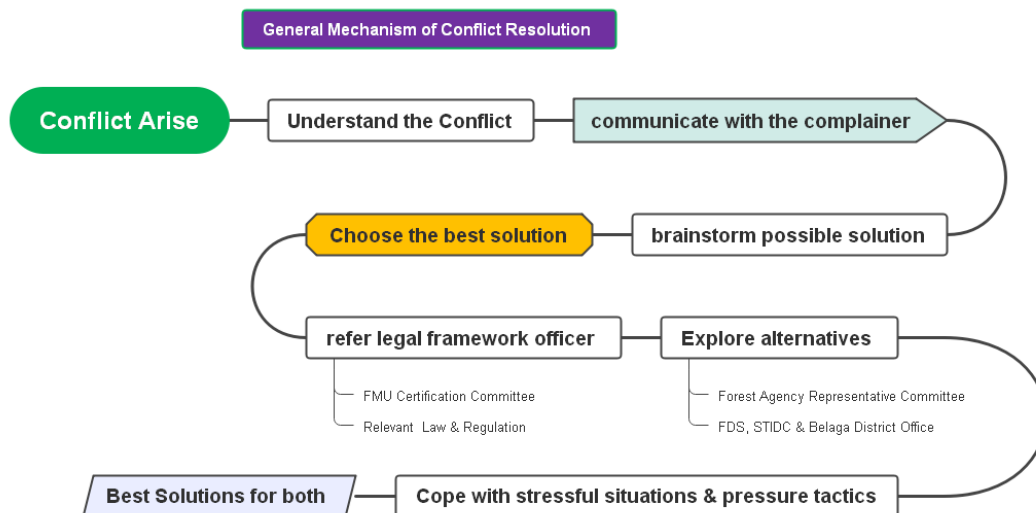 General Mechanism of Conflict Resolution
Conflict Arise
Understand the Conflict
communicate with the complainer
Choose the best solution
brainstorm possible solution
refer legal framework officer
Explore alternatives
FMU Certification Committee
Forest Agency Representative Committee
Relevant Law & Regulation
FDS, STIDC & Belaga District Office
Best Solutions for both
Cope with stressful situations & pressure tactics